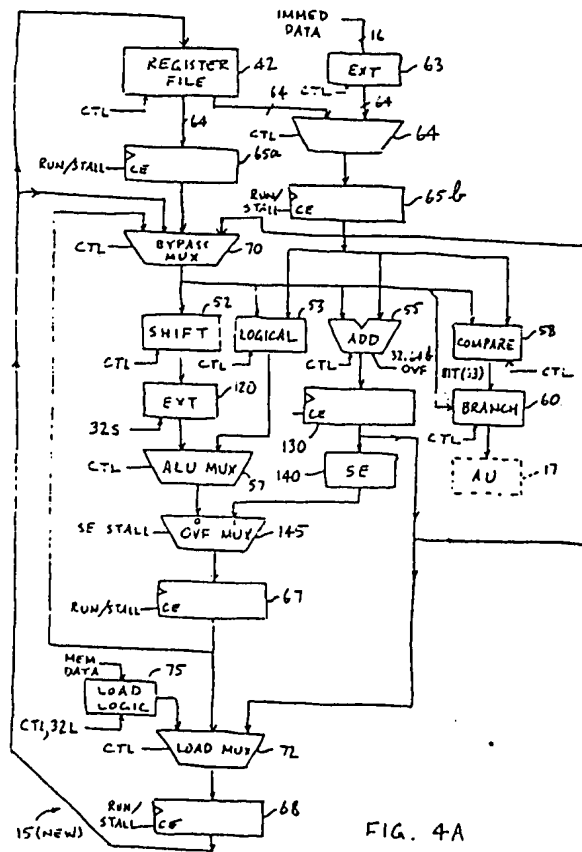 IMMED
DATA
16
REGISTER
FILE
42
EXT
63
CTL
CTL
64
64
64
CTL
64
65a
RUN/STALL
CE
RUN/
STALL
CE
65b
CTL
BYPASS
MUX
70
52
SHIFT
CTL
53
LOGICAL
CTL
55
ADD
CTL
OVF
58
COMPARE
CTL
120
EXT
32S
BRANCH
60
CTL
CE
130
CTL
ALU MUX
57
140
SE
AU
17
SE STALL
0
OVF MUX
145
RUN/STALL
CE
67
MEM
DATA
75
LOAD
LOGIC
CTL,32L
CTL
LOAD MUX
72
RUN/
STALL
CE
68
15(NEW)
FIG. 4A